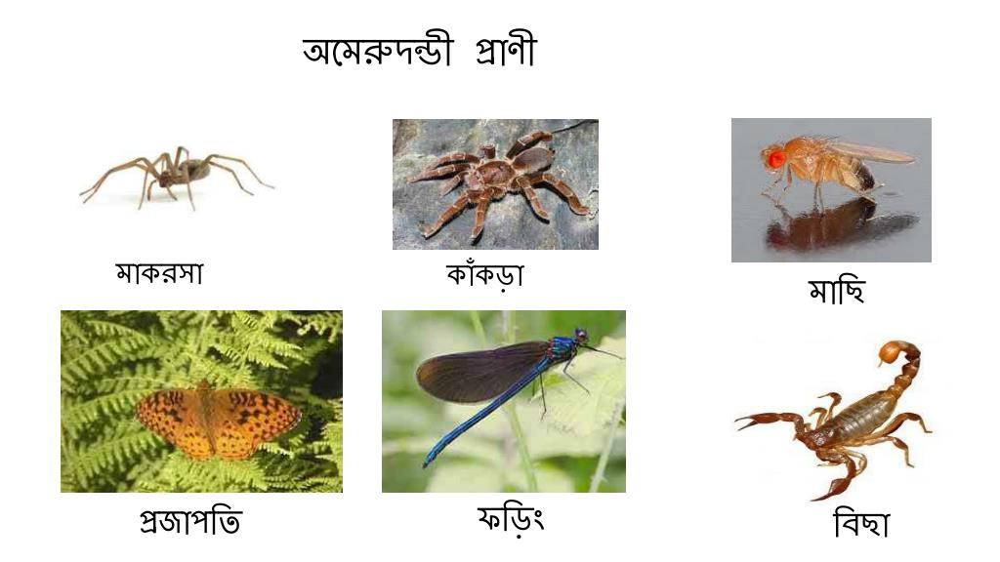 অমেরুদন্ডী প্রাণী
মাকরসা
কাঁকড়া
মাছি
প্রজাপতি
ফড়িং
বিছা